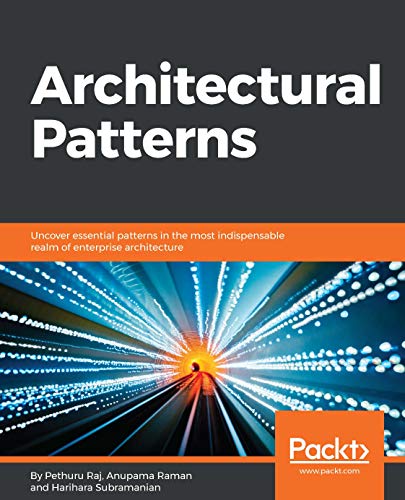 Architectural
Patterns
Uncover essential patterns in the most indispensable
realm of enterprise architecture
By Pethuru Raj, Anupama Raman
and Harihara Subramanian
Packt>
www.packt.com